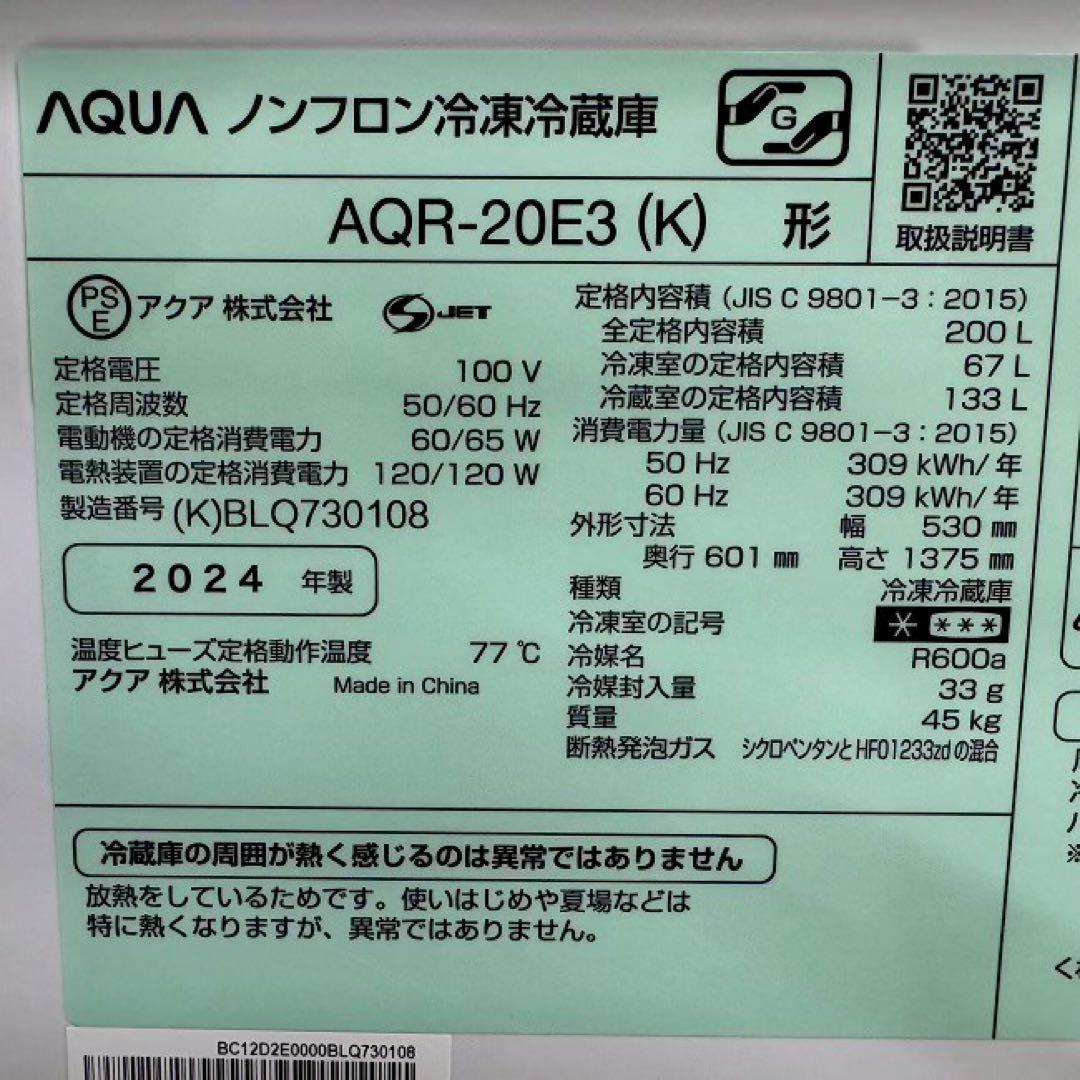 AQUA ノンフロン冷凍冷蔵庫
G
AQR-20E3 (K) 形
取扱説明書
PS
E
アクア 株式会社
S JET
定格電圧 100 V
定格周波数 50/60 Hz
電動機の定格消費電力 60/65 W
電熱装置の定格消費電力 120/120 W
製造番号 (K)BLQ730108
2024 年製
温度ヒューズ定格動作温度 77 ℃
アクア 株式会社 Made in China
定格内容積 (JIS C 9801-3 : 2015)
全定格内容積 200 L
冷凍室の定格内容積 67 L
冷蔵室の定格内容積 133 L
消費電力量 (JIS C 9801-3 : 2015)
50 Hz 309 kWh/年
60 Hz 309 kWh/年
外形寸法 幅 530 ㎜
奥行 601 ㎜ 高さ 1375 ㎜
種類 冷凍冷蔵庫
冷凍室の記号 * ***
冷媒名 R600a
冷媒封入量 33 g
質量 45 kg
断熱発泡ガス シクロペンタンとHFO1233zdの混合
冷蔵庫の周囲が熱く感じるのは異常ではありません
放熱をしているためです。使いはじめや夏場などは
特に熱くなりますが、異常ではありません。
BC12D2E0000BLQ730108